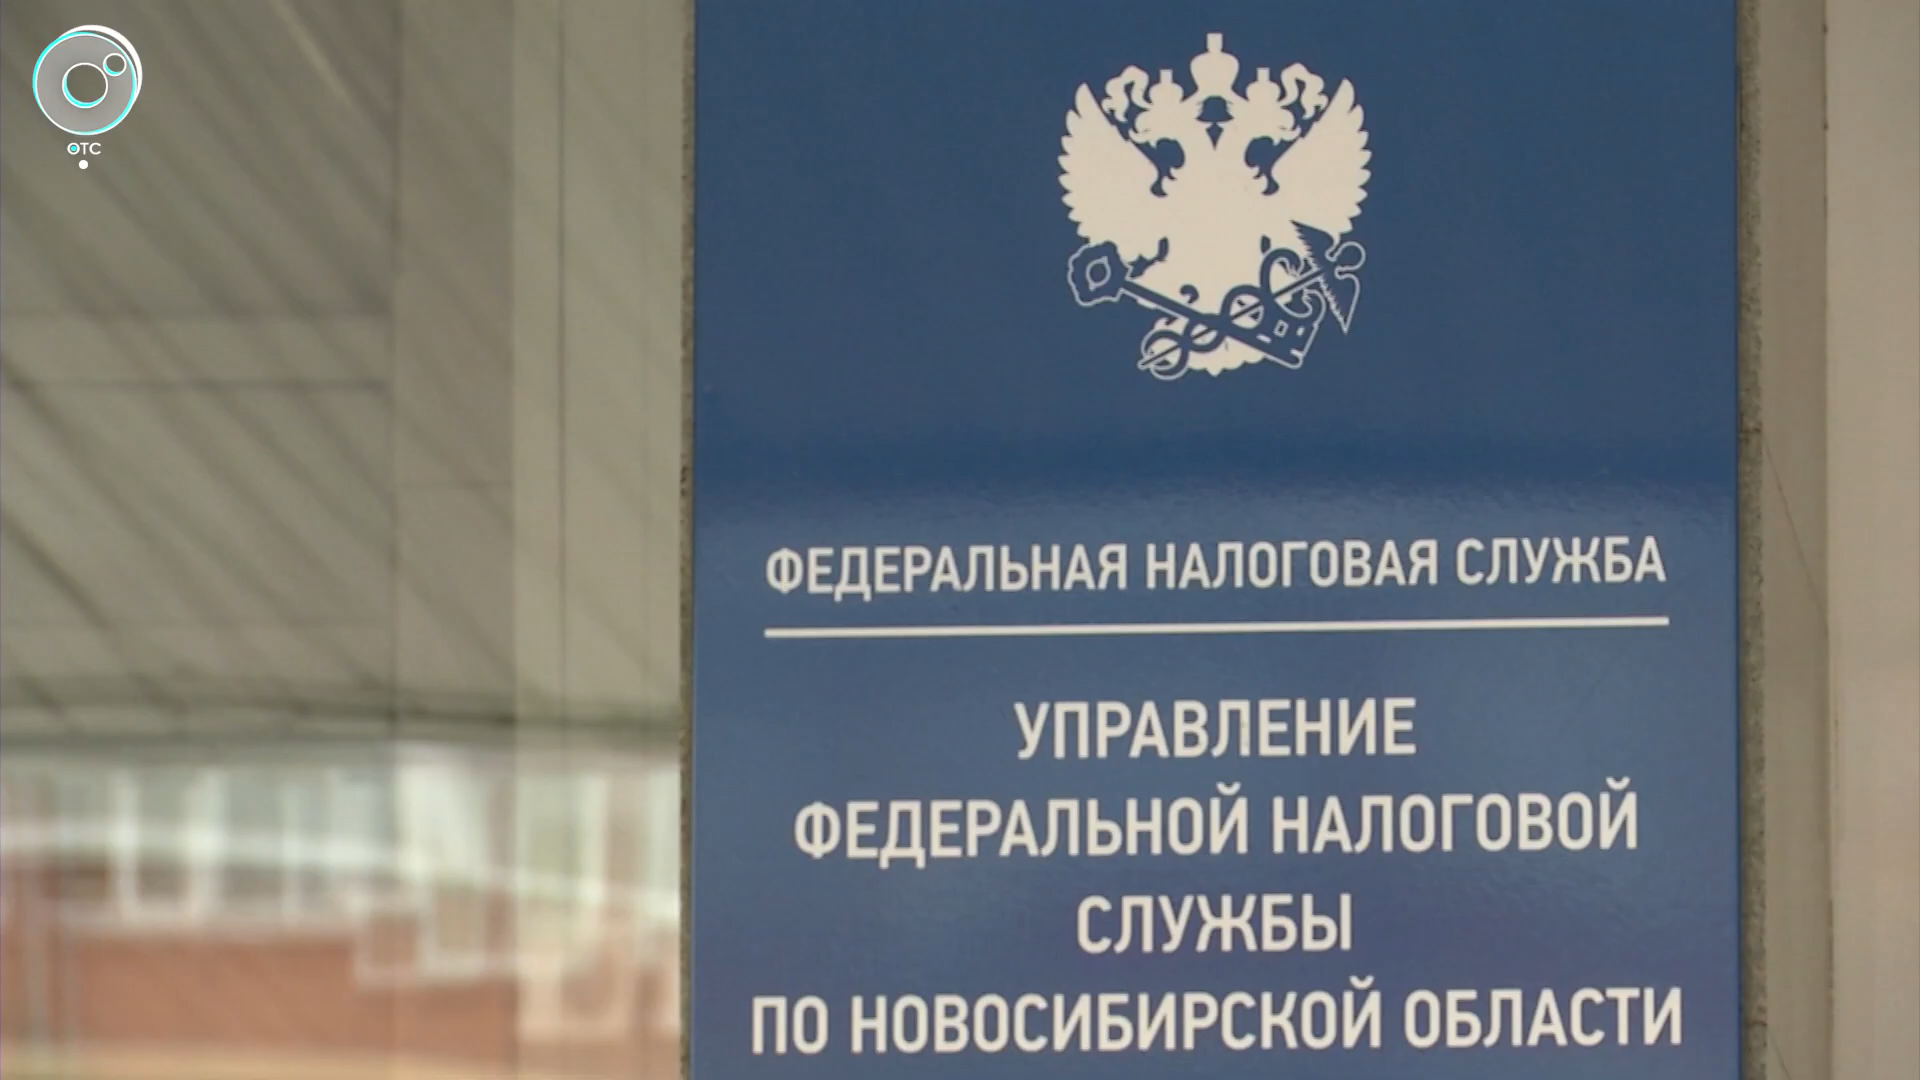 ОТС
ФЕДЕРАЛЬНАЯ НАЛОГОВАЯ СЛУЖБА
УПРАВЛЕНИЕ
ФЕДЕРАЛЬНОЙ НАЛОГОВОЙ
СЛУЖБЫ
ПО НОВОСИБИРСКОЙ ОБЛАСТИ